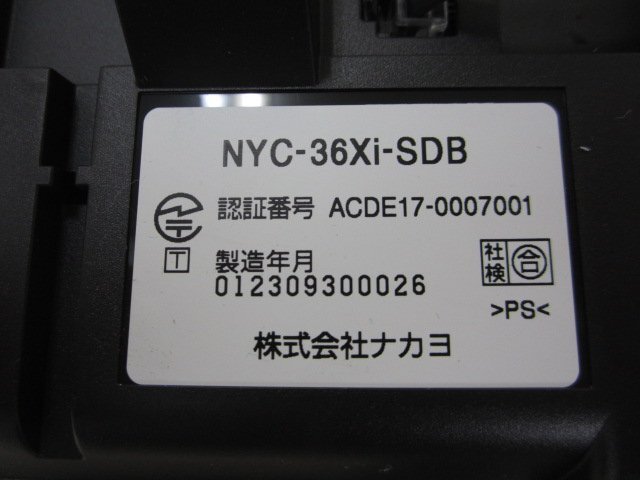 NYC-36Xi-SDB
認証番号 ACDE17-0007001
T 製造年月
012309300026
社検 合
>PS<
株式会社ナカヨ